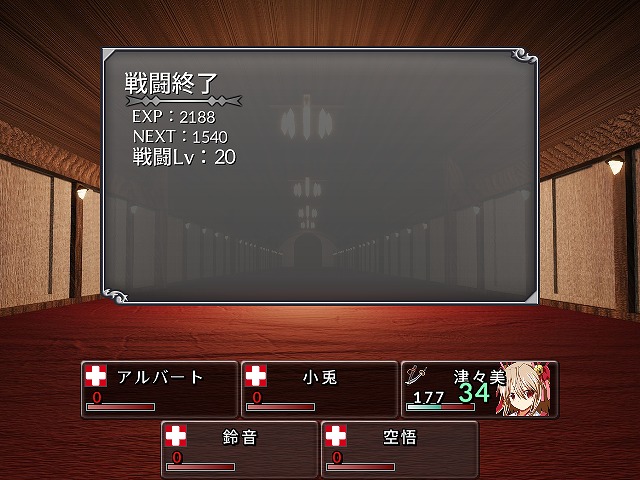 戦闘終了
EXP：2188
NEXT：1540
戦闘Lv：20
アルバート
0
小兎
0
津々美
177
34
鈴音
0
空悟
0